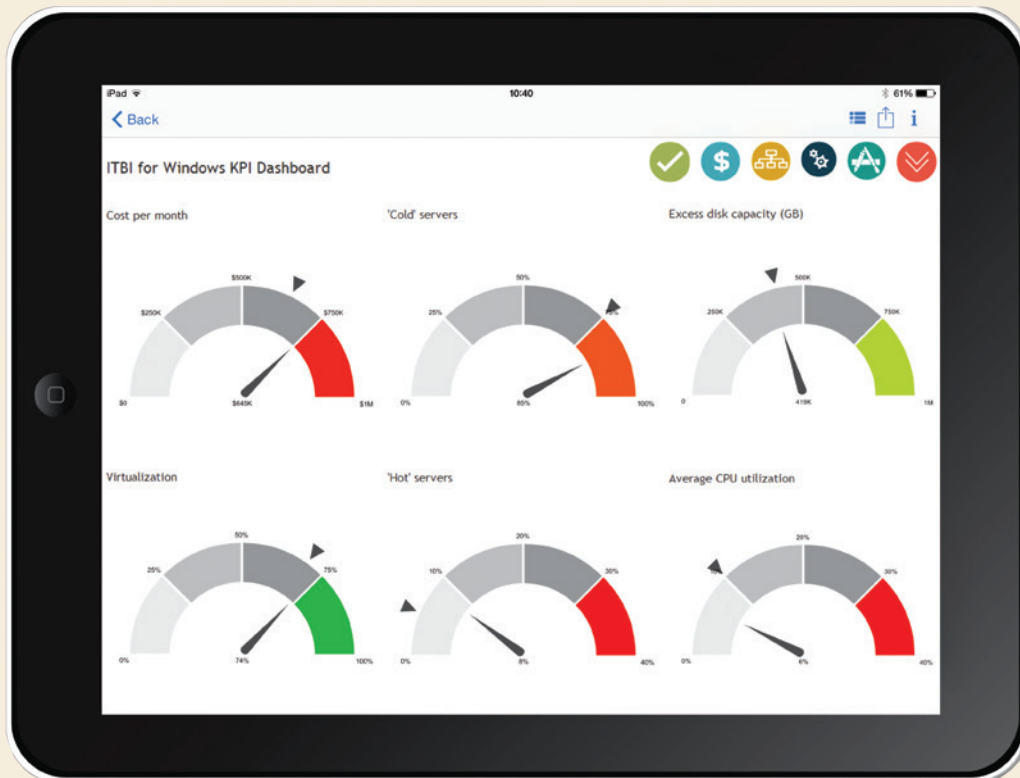 iPad 10:40 61%
Back i
ITBI for Windows KPI Dashboard
$
Cost per month 'Cold' servers Excess disk capacity (GB)
$500K 50% 500K
$250K $750K 25% 75% 250K 750K
$0 $645K $1M 0% 85% 100% 0 419K 1M
Virtualization 'Hot' servers Average CPU utilization
50% 20% 20%
25% 75% 10% 30% 10% 30%
0% 74% 100% 0% 8% 40% 0% 6% 40%